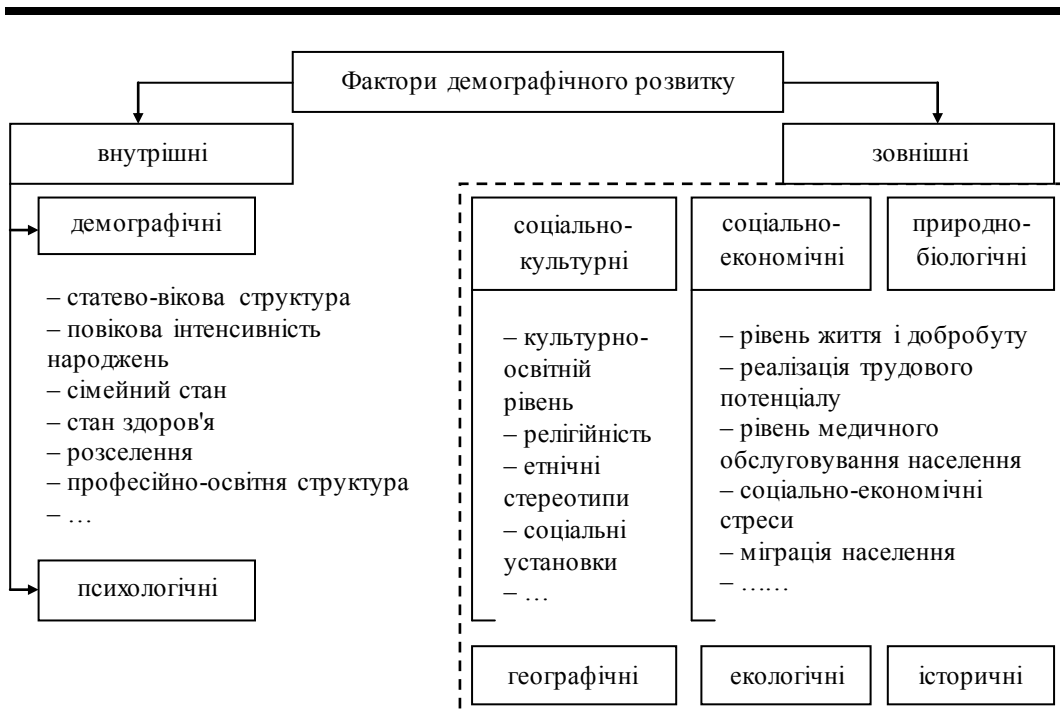 Фактори демографічного розвитку
внутрішні
зовнішні
демографічні
– статево-вікова структура
– повікова інтенсивність
народжень
– сімейний стан
– стан здоров'я
– розселення
– професійно-освітня структура
– …
психологічні
соціально-
культурні
– культурно-
освітній
рівень
– релігійність
– етнічні
стереотипи
– соціальні
установки
– …
соціально-
економічні
– рівень життя і добробуту
– реалізація трудового
потенціалу
– рівень медичного
обслуговування населення
– соціально-економічні
стреси
– міграція населення
– ……
природно-
біологічні
географічні
екологічні
історичні